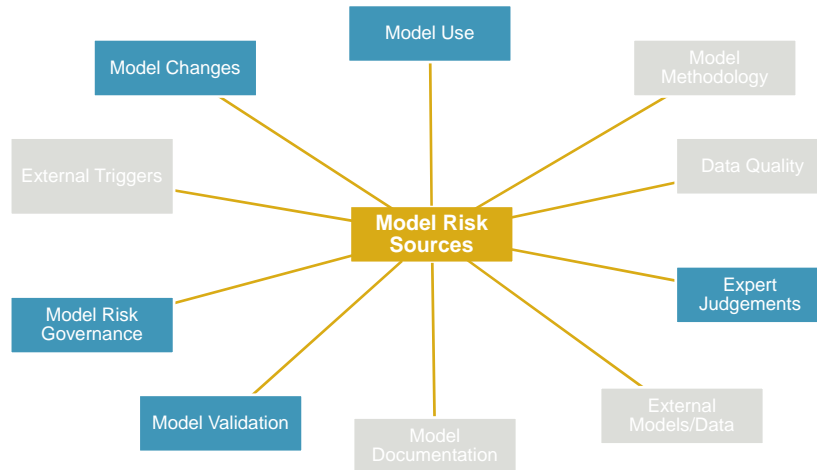 Model Use
Model Changes
Model
Methodology
External Triggers
Data Quality
Model Risk
Sources
Expert
Judgements
Model Risk
Governance
Model Validation
External
Models/Data
Model
Documentation